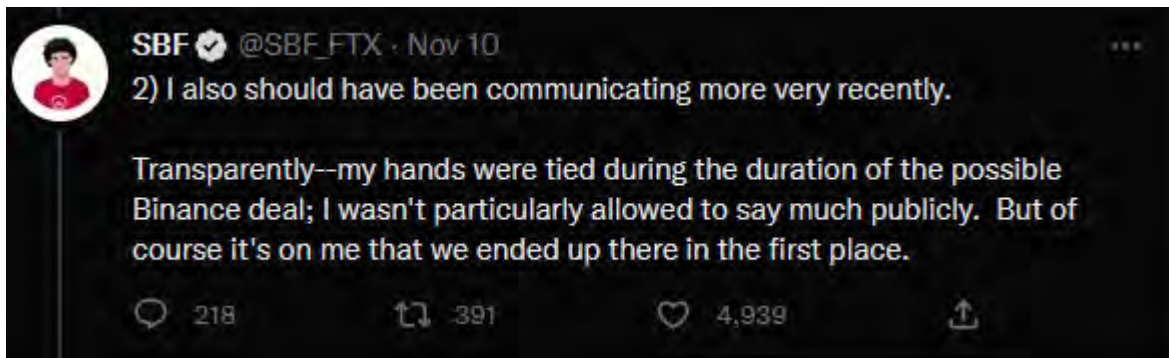 SBF @SBF_FTX · Nov 10
2) I also should have been communicating more very recently.
Transparently--my hands were tied during the duration of the possible
Binance deal; I wasn't particularly allowed to say much publicly.  But of
course it's on me that we ended up there in the first place.
218 391 4,939